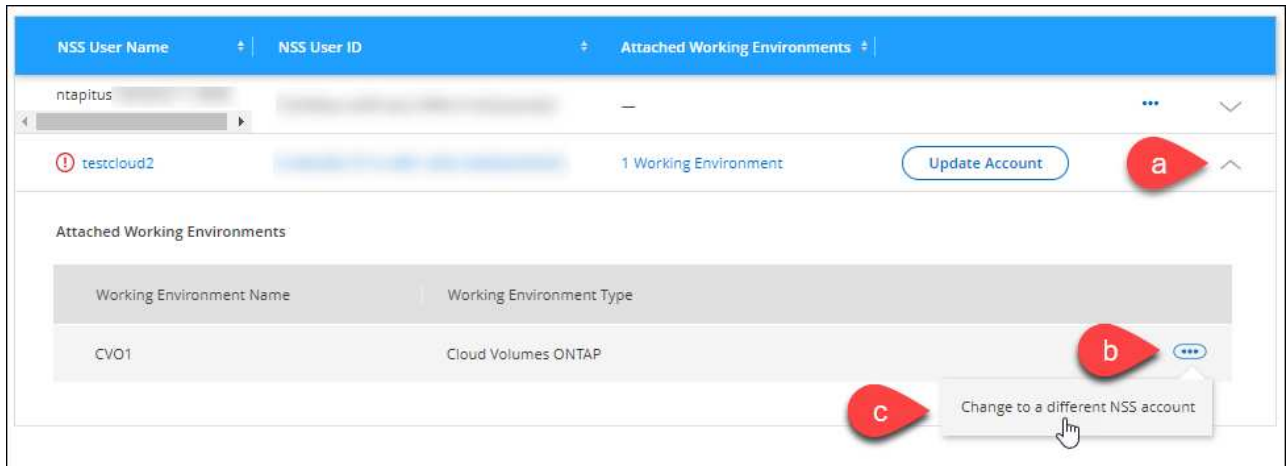 NSS User Name NSS User ID Attached Working Environments
ntapitus
—
testcloud2 1 Working Environment Update Account a
Attached Working Environments
Working Environment Name Working Environment Type
CVO1 Cloud Volumes ONTAP b
c Change to a different NSS account